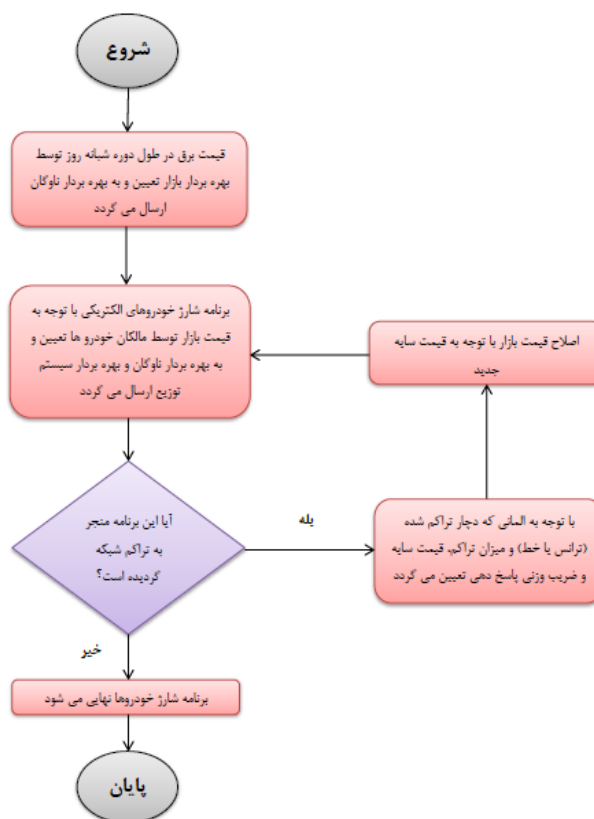 شروع
قیمت برق در طول دوره شبانه روز توسط
بهره بردار بازار تعیین و به بهره بردار ناوگان
ارسال می گردد
برنامه شارژ خودروهای الکتریکی با توجه به
قیمت بازار توسط مالکان خودرو ها تعیین و
به بهره بردار ناوگان و بهره بردار سیستم
توزیع ارسال می گردد
اصلاح قیمت بازار با توجه به قیمت سایه
جدید
آیا این برنامه منجر
به تراکم شبکه
گردیده است؟
بله
با توجه به المانی که دچار تراکم شده
(ترانس یا خط) و میزان تراکم، قیمت سایه
و ضریب وزنی پاسخ دهی تعیین می گردد
خیر
برنامه شارژ خودروها نهایی می شود
پایان